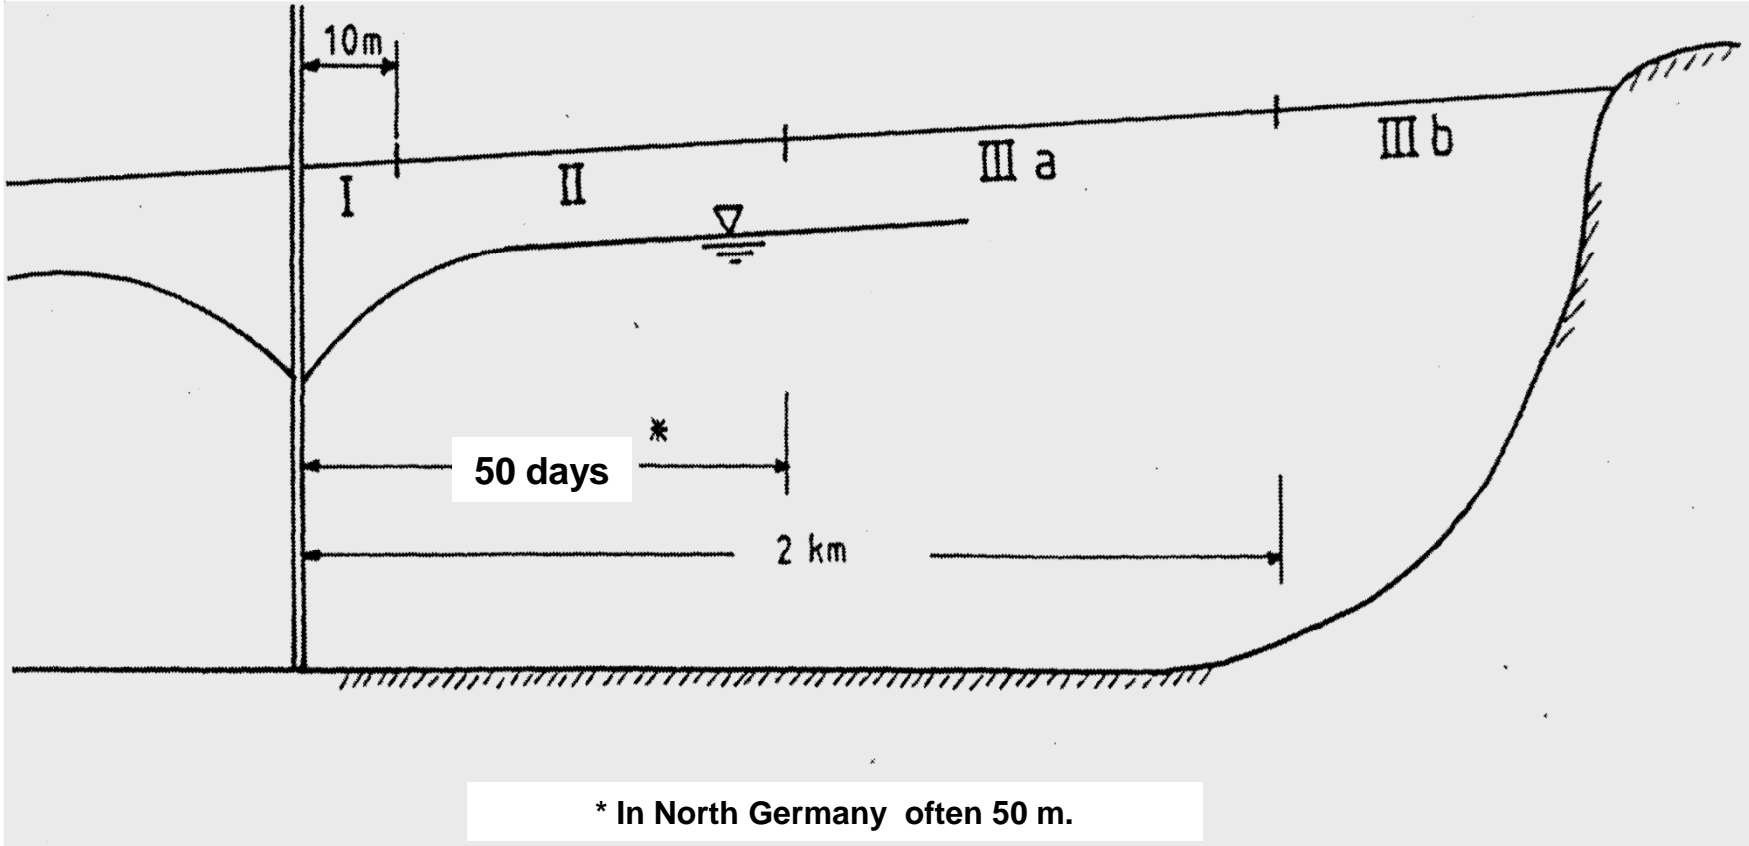 10m
I
II
III a
III b
*
50 days
2 km
* In North Germany often 50 m.